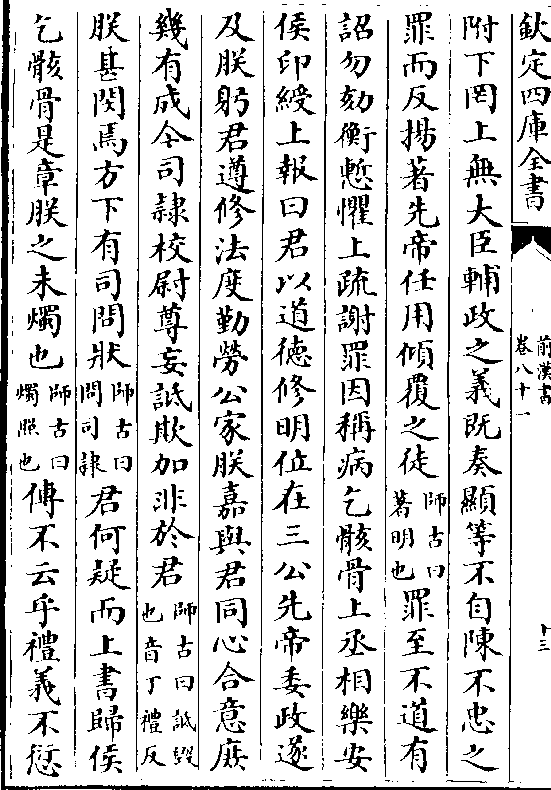 欽定四庫全書
前漢書
卷八十一
十三
附下罔上無大臣輔政之義既奏顯等不自陳不忠之
罪而反揚著先帝任用傾覆之徒師古曰著明也罪至不道有
詔勿劾衡慙懼上疏謝罪因稱病乞骸骨上丞相樂安
侯印綬上報曰君以道德修明位在三公先帝委政遂
及朕躬君遵修法度勤勞公家朕嘉與君同心合意庶
幾有成今司隸校尉尊妄詆欺加非於君師古曰詆毀也音丁禮反
朕甚閔焉方下有司問狀師古曰問司隸君何疑而上書歸侯
乞骸骨是章朕之未燭也師古曰燭照也傳不云乎禮義不愆